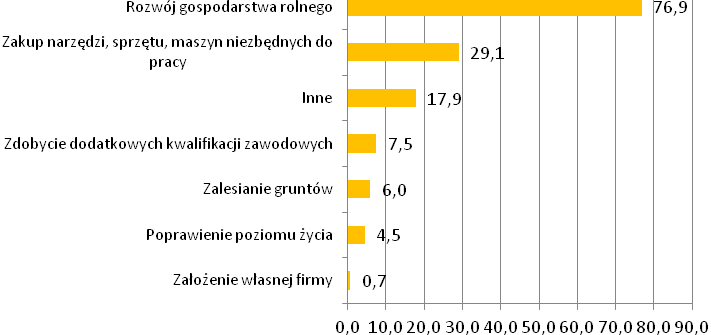 Rozwój gospodarstwa rolnego 76,9
Zakup narzędzi, sprzętu, maszyn niezbędnych do
pracy 29,1
Inne 17,9
Zdobycie dodatkowych kwalifikacji zawodowych 7,5
Zalesianie gruntów 6,0
Poprawienie poziomu życia 4,5
Założenie własnej firmy 0,7
0,0 10,0 20,0 30,0 40,0 50,0 60,0 70,0 80,0 90,0